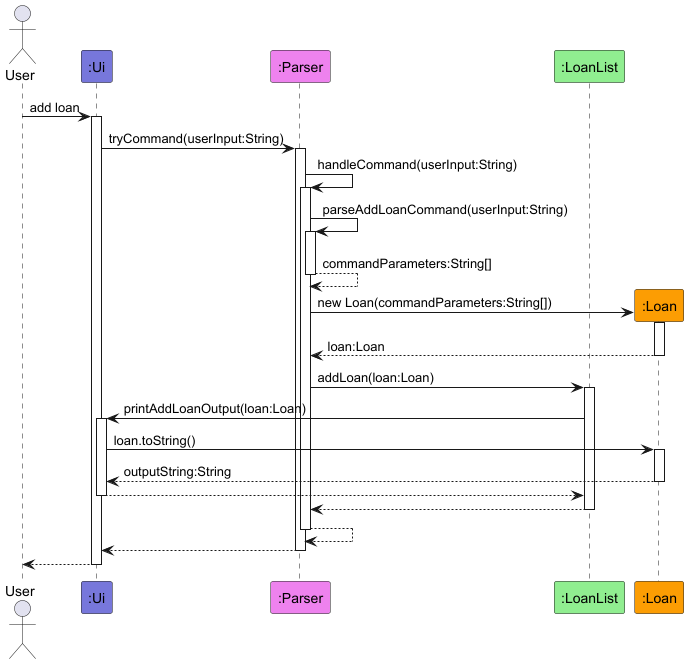 User
:Ui
:Parser
:LoanList
add loan
tryCommand(userInput:String)
handleCommand(userInput:String)
parseAddLoanCommand(userInput:String)
commandParameters:String[]
new Loan(commandParameters:String[])
:Loan
loan:Loan
addLoan(loan:Loan)
printAddLoanOutput(loan:Loan)
loan.toString()
outputString:String
User
:Ui
:Parser
:LoanList
:Loan